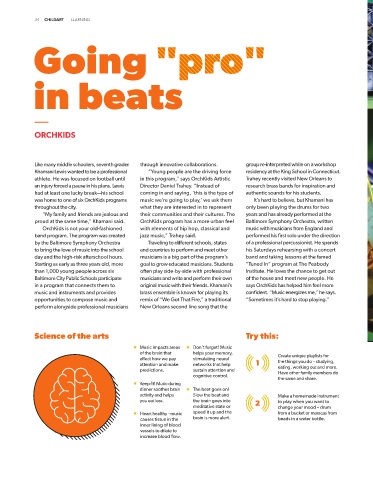 24 CHILDART LEARNING
Going "pro"
in beats
ORCHKIDS
Like many middle schoolers, seventh grader
Khamani Lewis wanted to be a professional
athlete. He was focused on football until
an injury forced a pause in his plans. Lewis
had at least one lucky break—his school
was home to one of six OrchKids programs
throughout the city.
"My family and friends are jealous and
proud at the same time," Khamani said.
OrchKids is not your old-fashioned
band program. The program was created
by the Baltimore Symphony Orchestra
to bring the love of music into the school
day and the high-risk afterschool hours.
Starting as early as three years old, more
than 1,000 young people across six
Baltimore City Public Schools participate
in a program that connects them to
music and instruments and provides
opportunities to compose music and
perform alongside professional musicians
through innovative collaborations.
"Young people are the driving force
in this program," says OrchKids Artistic
Director Daniel Trahey. "Instead of
coming in and saying, 'this is the type of
music we're going to play,' we ask them
what they are interested in to represent
their communities and their cultures. The
OrchKids program has a more urban feel
with elements of hip hop, classical and
jazz music," Trahey said.
Traveling to different schools, states
and countries to perform and meet other
musicians is a big part of the program's
goal to grow educated musicians. Students
often play side-by-side with professional
musicians and write and perform their own
original music with their friends. Khamani's
brass ensemble is known for playing its
remix of "We Got That Fire," a traditional
New Orleans second line song that the
group re-interpreted while on a workshop
residency at the King School in Connecticut.
Trahey recently visited New Orleans to
research brass bands for inspiration and
authentic sounds for his students.
It's hard to believe, but Khamani has
only been playing the drums for two
years and has already performed at the
Baltimore Symphony Orchestra, written
music with musicians from England and
performed his first solo under the direction
of a professional percussionist. He spends
his Saturdays rehearsing with a concert
band and taking lessons at the famed
"Tuned In" program at The Peabody
Institute. He loves the chance to get out
of the house and meet new people. He
says OrchKids has helped him feel more
confident. "Music energizes me," he says.
"Sometimes it's hard to stop playing."
Science of the arts
Music impacts areas
of the brain that
affect how we pay
attention and make
predictions.
Keep it! Music during
dinner soothes brain
activity and helps
you eat less.
Heart healthy - music
causes tissue in the
inner lining of blood
vessels to dilate to
increase blood flow.
Don't forget! Music
helps your memory,
stimulating neural
networks that help
sustain attention and
cognitive control.
The beat goes on!
Slow the beat and
the brain goes into
meditative state or
speed it up and the
brain is more alert.
Try this:
1
Create unique playlists for
the things you do – studying,
eating, working out and more.
Have other family members do
the same and share.
2
Make a homemade instrument
to play when you want to
change your mood – drum
from a bucket or maracas from
beads in a water bottle.